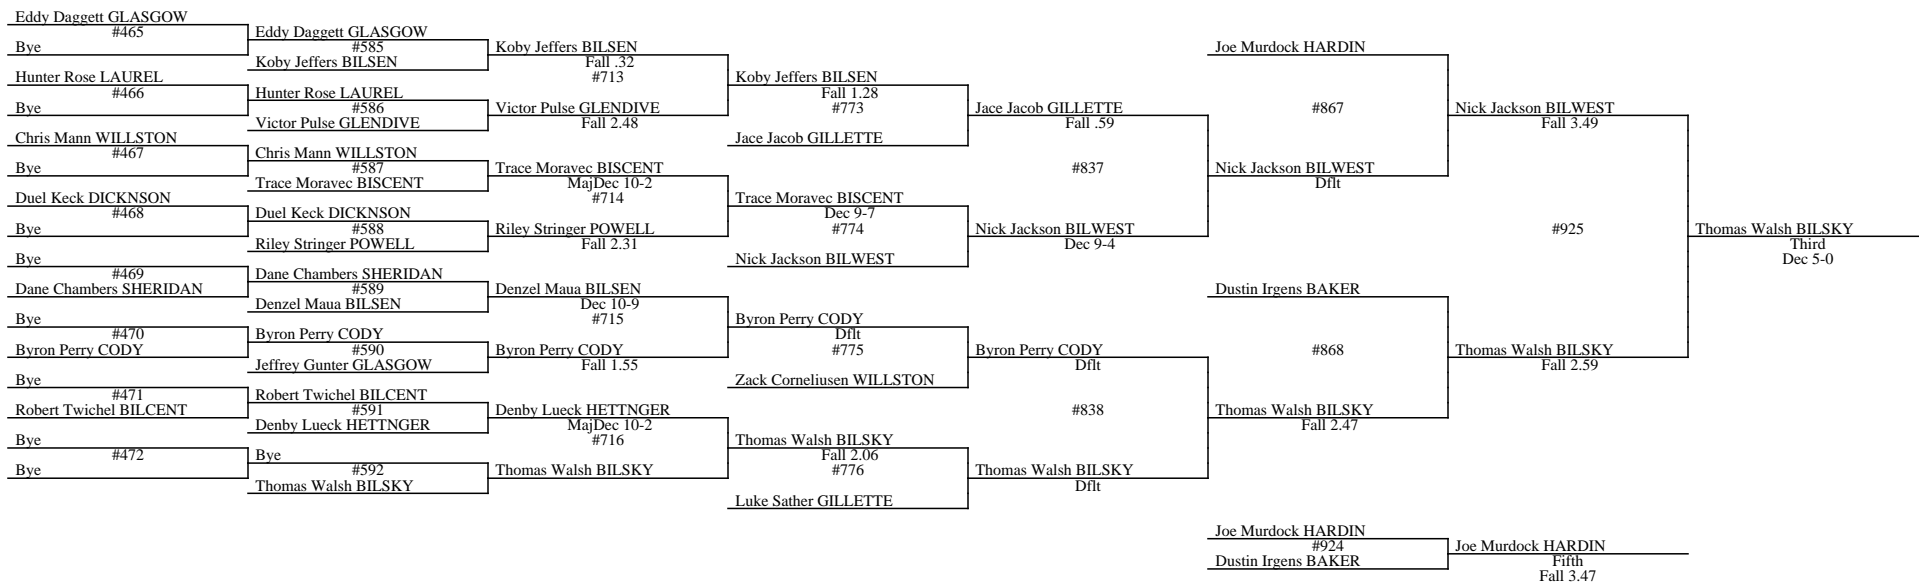 Eddy Daggett GLASGOW
#465
Bye
Hunter Rose LAUREL
#466
Bye
Chris Mann WILLSTON
#467
Bye
Duel Keck DICKNSON
#468
Bye
Bye
#469
Dane Chambers SHERIDAN
Bye
#470
Byron Perry CODY
Bye
#471
Robert Twichel BILCENT
Bye
#472
Bye
Eddy Daggett GLASGOW
#585
Koby Jeffers BILSEN
Hunter Rose LAUREL
#586
Victor Pulse GLENDIVE
Chris Mann WILLSTON
#587
Trace Moravec BISCENT
Duel Keck DICKNSON
#588
Riley Stringer POWELL
Dane Chambers SHERIDAN
#589
Denzel Maua BILSEN
Byron Perry CODY
#590
Jeffrey Gunter GLASGOW
Robert Twichel BILCENT
#591
Denby Lueck HETTNGER
Bye
#592
Thomas Walsh BILSKY
Koby Jeffers BILSEN
Fall .32
#713
Victor Pulse GLENDIVE
Fall 2.48
Trace Moravec BISCENT
MajDec 10-2
#714
Riley Stringer POWELL
Fall 2.31
Denzel Maua BILSEN
Dec 10-9
#715
Byron Perry CODY
Fall 1.55
Denby Lueck HETTNGER
MajDec 10-2
#716
Thomas Walsh BILSKY
Koby Jeffers BILSEN
Fall 1.28
#773
Jace Jacob GILLETTE
Trace Moravec BISCENT
Dec 9-7
#774
Nick Jackson BILWEST
Byron Perry CODY
Dflt
#775
Zack Corneliusen WILLSTON
Thomas Walsh BILSKY
Fall 2.06
#776
Luke Sather GILLETTE
Jace Jacob GILLETTE
Fall .59
#837
Nick Jackson BILWEST
Dec 9-4
Byron Perry CODY
Dflt
#838
Thomas Walsh BILSKY
Dflt
Joe Murdock HARDIN
#867
Nick Jackson BILWEST
Dflt
Dustin Irgens BAKER
#868
Thomas Walsh BILSKY
Fall 2.47
Nick Jackson BILWEST
Fall 3.49
#925
Thomas Walsh BILSKY
Fall 2.59
Thomas Walsh BILSKY
Third
Dec 5-0
Joe Murdock HARDIN
#924
Dustin Irgens BAKER
Joe Murdock HARDIN
Fifth
Fall 3.47